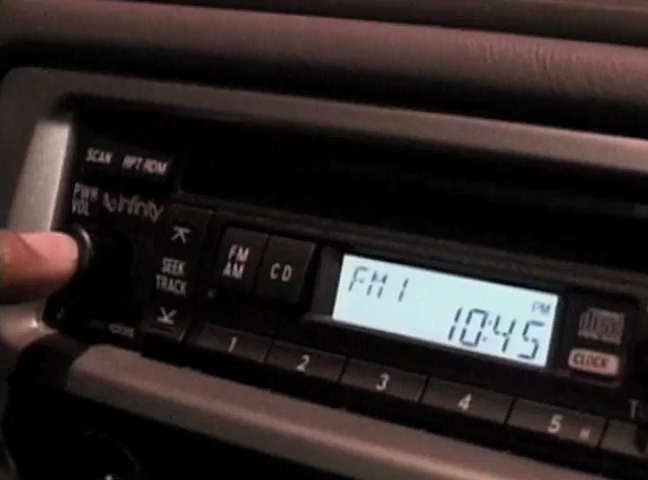 SCAN RPT-RDM
PWR
VOL
Infinity
SEEK
TRACK
FM
AM
CD
FM1
PM
10:45
disc
CLOCK
1 2 3 4 5
T